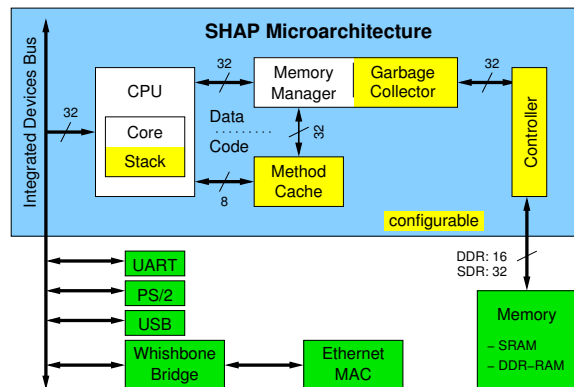 SHAP Microarchitecture
Integrated Devices Bus
32
CPU
Core
Stack
32
Memory
Manager
Garbage
Collector
32
Data
Code
32
8
Method
Cache
Controller
configurable
DDR: 16
SDR: 32
UART
PS/2
USB
Whishbone
Bridge
Ethernet
MAC
Memory
– SRAM
– DDR–RAM